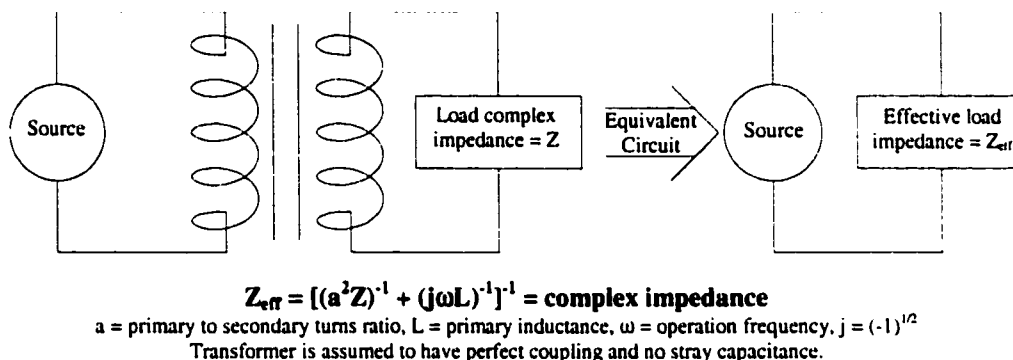 Source
Load complex
impedance = Z
Equivalent
Circuit
Source
Effective load
impedance = Z_eff
Z_eff = [(a²Z)⁻¹ + (jωL)⁻¹]⁻¹ = complex impedance
a = primary to secondary turns ratio, L = primary inductance, ω = operation frequency, j = (-1)^1/2
Transformer is assumed to have perfect coupling and no stray capacitance.